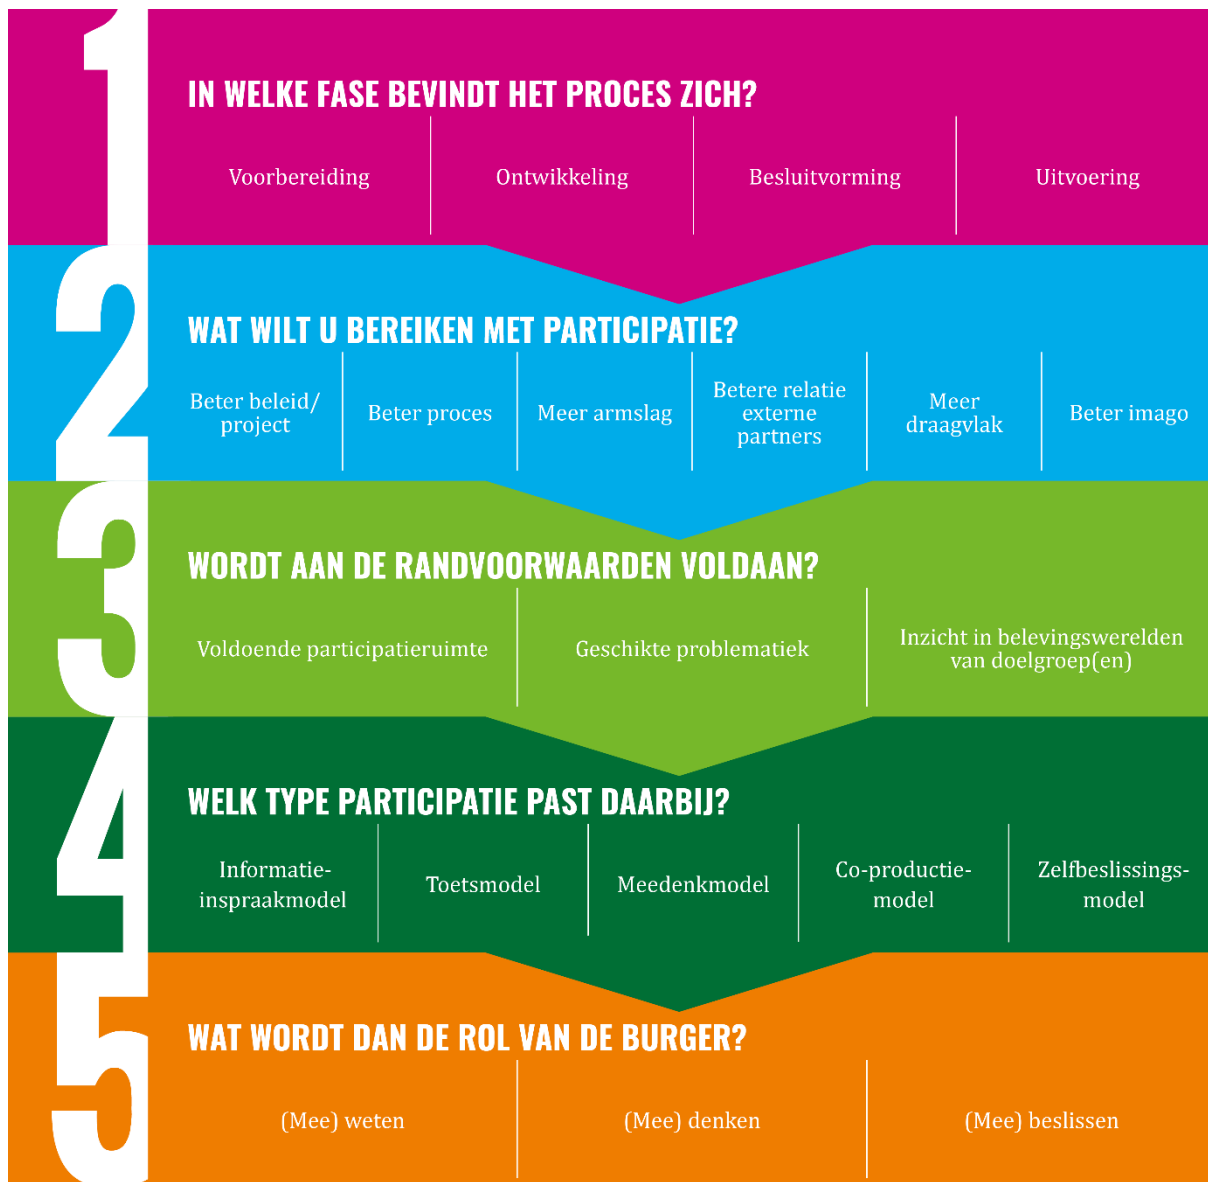 1
IN WELKE FASE BEVINDT HET PROCES ZICH?
Voorbereiding
Ontwikkeling
Besluitvorming
Uitvoering
2
WAT WILT U BEREIKEN MET PARTICIPATIE?
Beter beleid/
project
Beter proces
Meer armslag
Betere relatie
externe
partners
Meer
draagvlak
Beter imago
3
WORDT AAN DE RANDVOORWAARDEN VOLDAAN?
Voldoende participatieruimte
Geschikte problematiek
Inzicht in belevingswerelden
van doelgroep(en)
4
WELK TYPE PARTICIPATIE PAST DAARBIJ?
Informatie-
inspraakmodel
Toetsmodel
Meedenkmodel
Co-productie-
model
Zelfbeslissings-
model
5
WAT WORDT DAN DE ROL VAN DE BURGER?
(Mee) weten
(Mee) denken
(Mee) beslissen